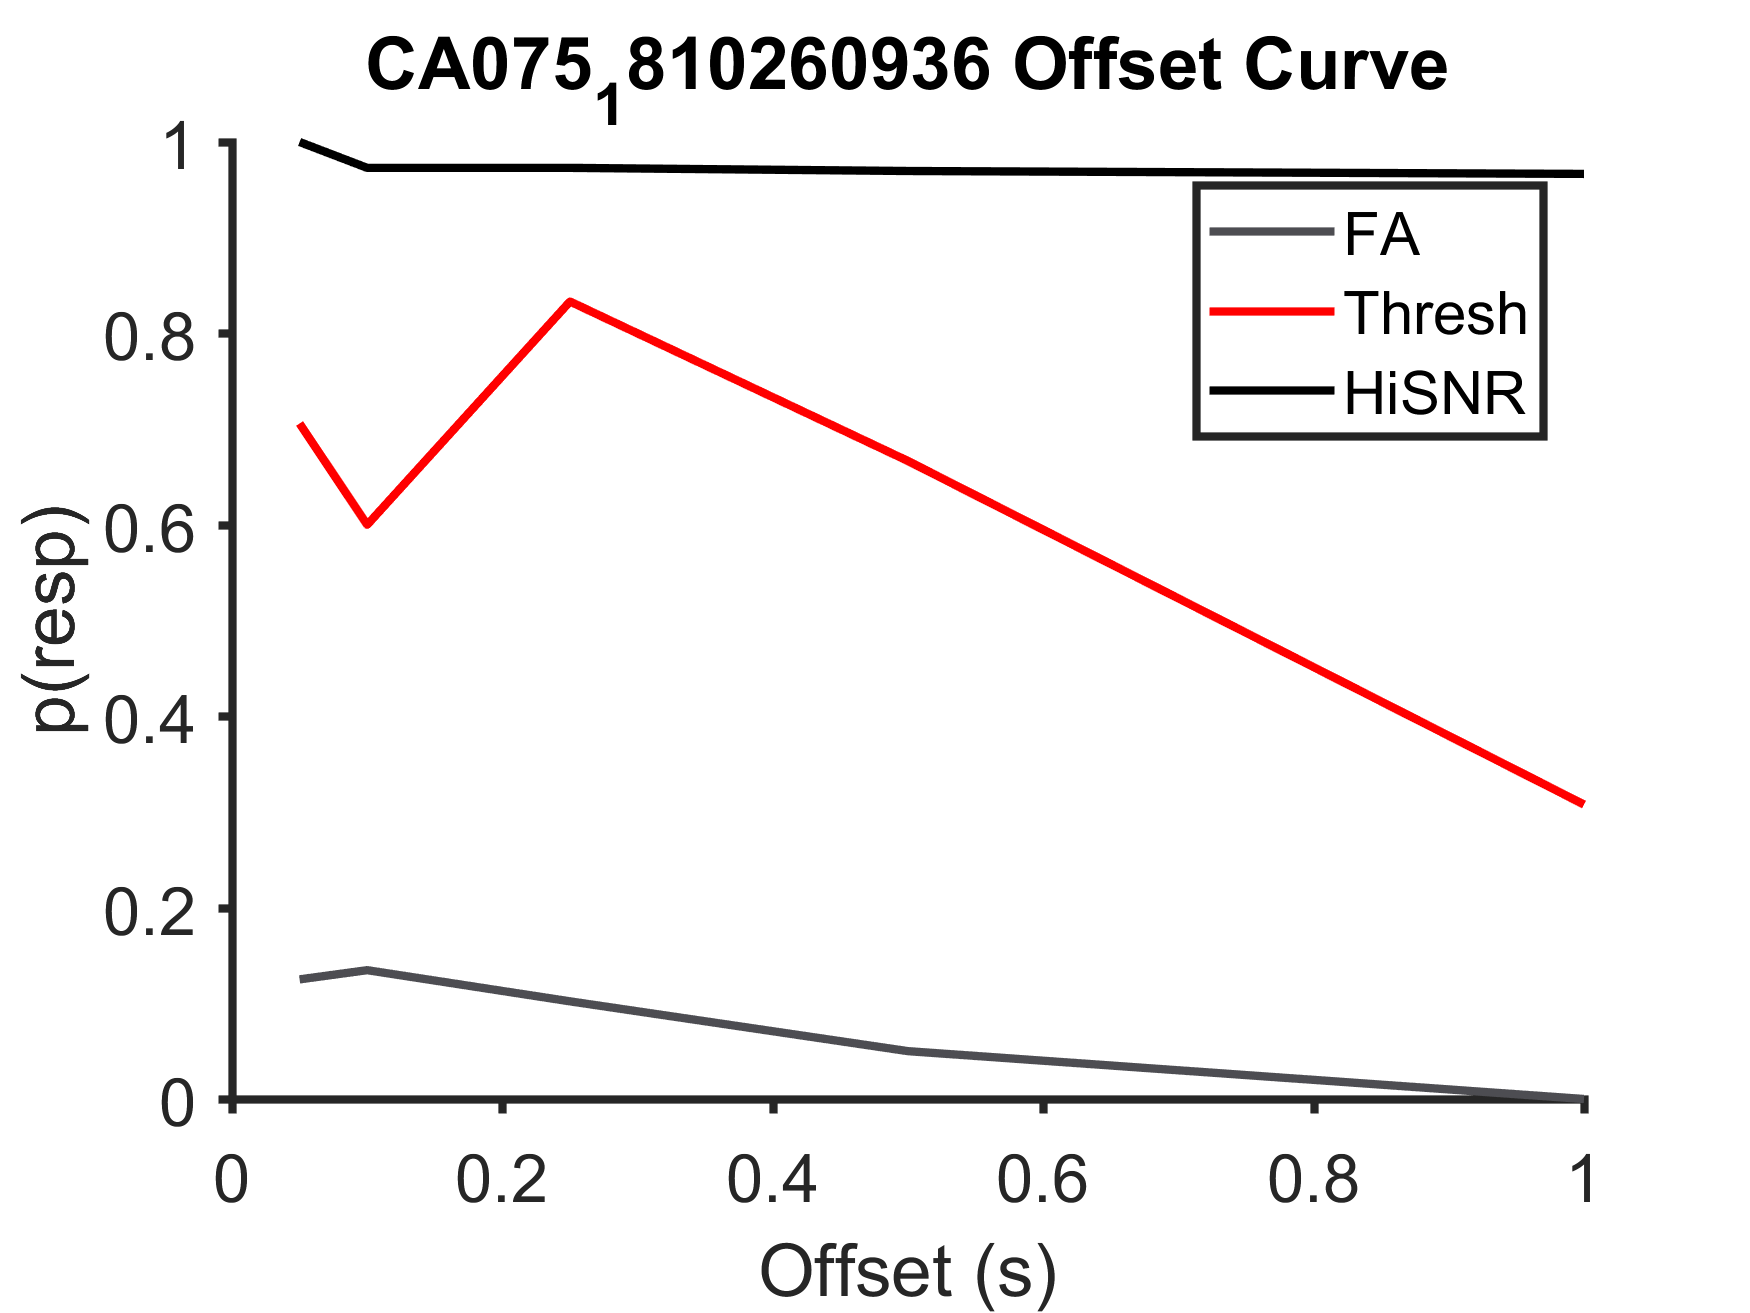 CA075₁810260936 Offset Curve
1
0.8
0.6
0.4
0.2
0
p(resp)
FA
Thresh
HiSNR
0 0.2 0.4 0.6 0.8 1
Offset (s)